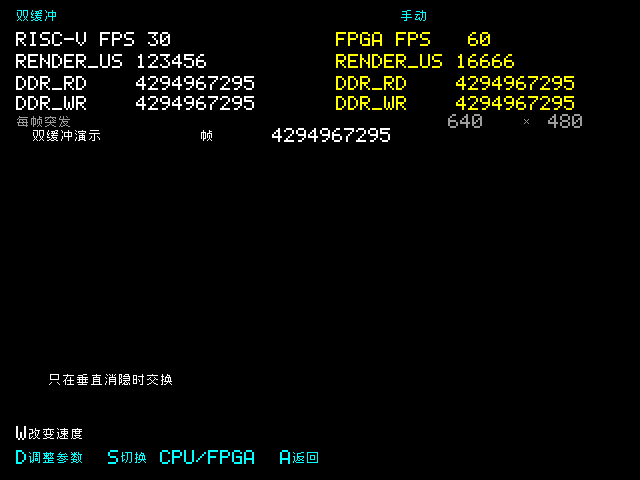 双缓冲 手动
RISC-V FPS 30 FPGA FPS 60
RENDER_US 123456 RENDER_US 16666
DDR_RD 4294967295 DDR_RD 4294967295
DDR_WR 4294967295 DDR_WR 4294967295
每帧突发 640 × 480
双缓冲演示 帧 4294967295
只在垂直消隐时交换
W改变速度
D调整参数 S切换 CPU/FPGA A返回